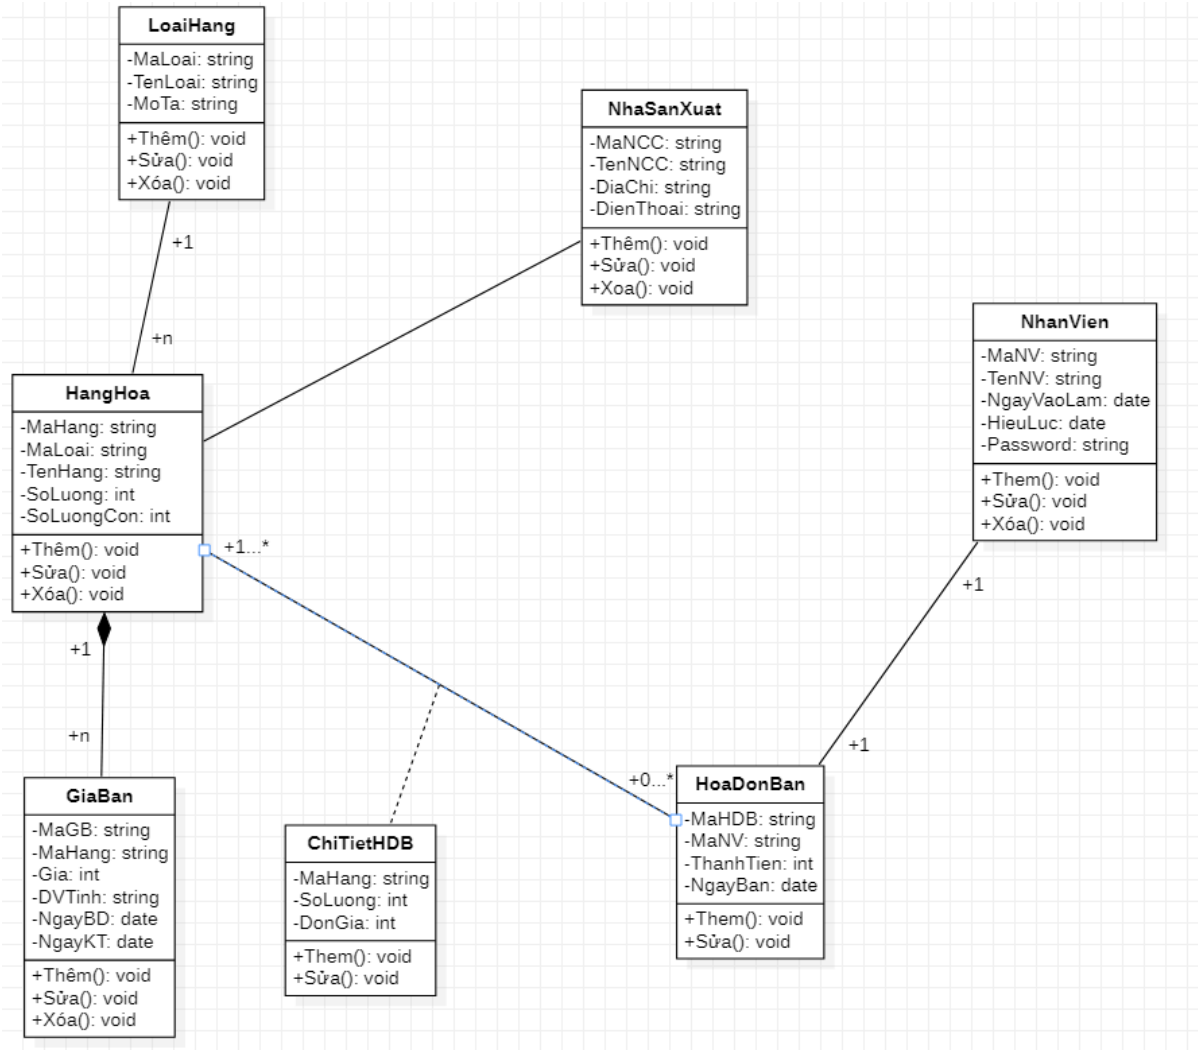 LoaiHang
-MaLoai: string
-TenLoai: string
-MoTa: string
+Thêm(): void
+Sửa(): void
+Xóa(): void
+1
+n
NhaSanXuat
-MaNCC: string
-TenNCC: string
-DiaChi: string
-DienThoai: string
+Thêm(): void
+Sửa(): void
+Xoa(): void
NhanVien
-MaNV: string
-TenNV: string
-NgayVaoLam: date
-HieuLuc: date
-Password: string
+Them(): void
+Sửa(): void
+Xóa(): void
+1
+1
HangHoa
-MaHang: string
-MaLoai: string
-TenHang: string
-SoLuong: int
-SoLuongCon: int
+Thêm(): void
+Sửa(): void
+Xóa(): void
+1...*
+0...*
+1
+n
GiaBan
-MaGB: string
-MaHang: string
-Gia: int
-DVTinh: string
-NgayBD: date
-NgayKT: date
+Thêm(): void
+Sửa(): void
+Xóa(): void
ChiTietHDB
-MaHang: string
-SoLuong: int
-DonGia: int
+Them(): void
+Sửa(): void
HoaDonBan
-MaHDB: string
-MaNV: string
-ThanhTien: int
-NgayBan: date
+Them(): void
+Sửa(): void